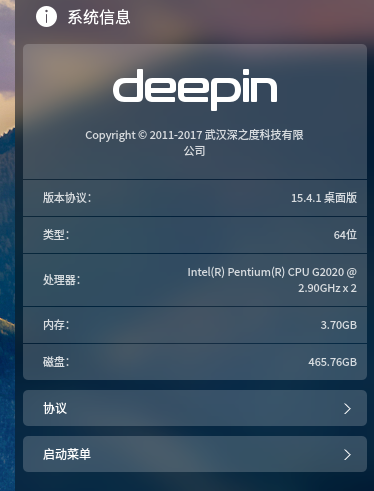 系统信息
deepin
Copyright © 2011-2017 武汉深之度科技有限
公司
版本协议： 15.4.1 桌面版
类型： 64位
处理器： Intel(R) Pentium(R) CPU G2020 @
2.90GHz x 2
内存： 3.70GB
磁盘： 465.76GB
协议
启动菜单